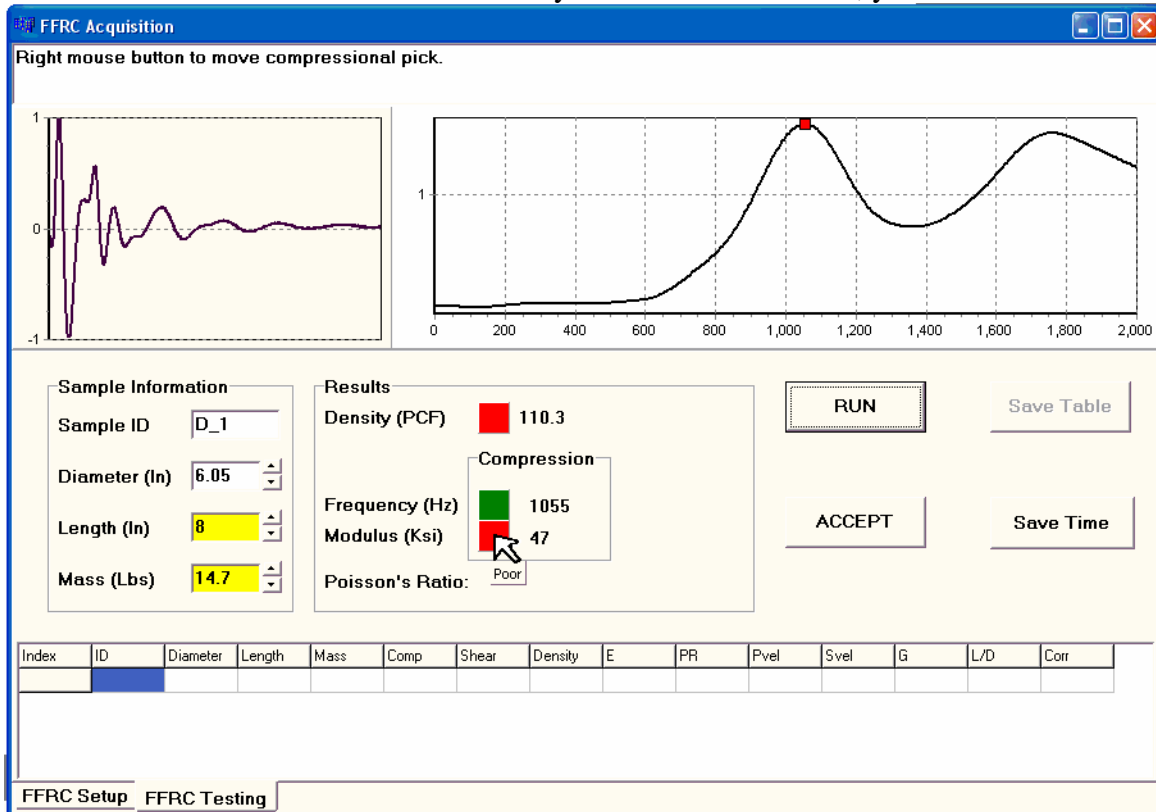 FFRC Acquisition
Right mouse button to move compressional pick.
1
0
-1
1
0 200 400 600 800 1,000 1,200 1,400 1,600 1,800 2,000
Sample Information
Sample ID D_1
Diameter (In) 6.05
Length (In) 8
Mass (Lbs) 14.7
Results
Density (PCF) 110.3
Compression
Frequency (Hz) 1055
Modulus (Ksi) 47
Poor
Poisson's Ratio:
RUN
Save Table
ACCEPT
Save Time
Index ID Diameter Length Mass Comp Shear Density E PR Pvel Svel G L/D Corr
FFRC Setup FFRC Testing